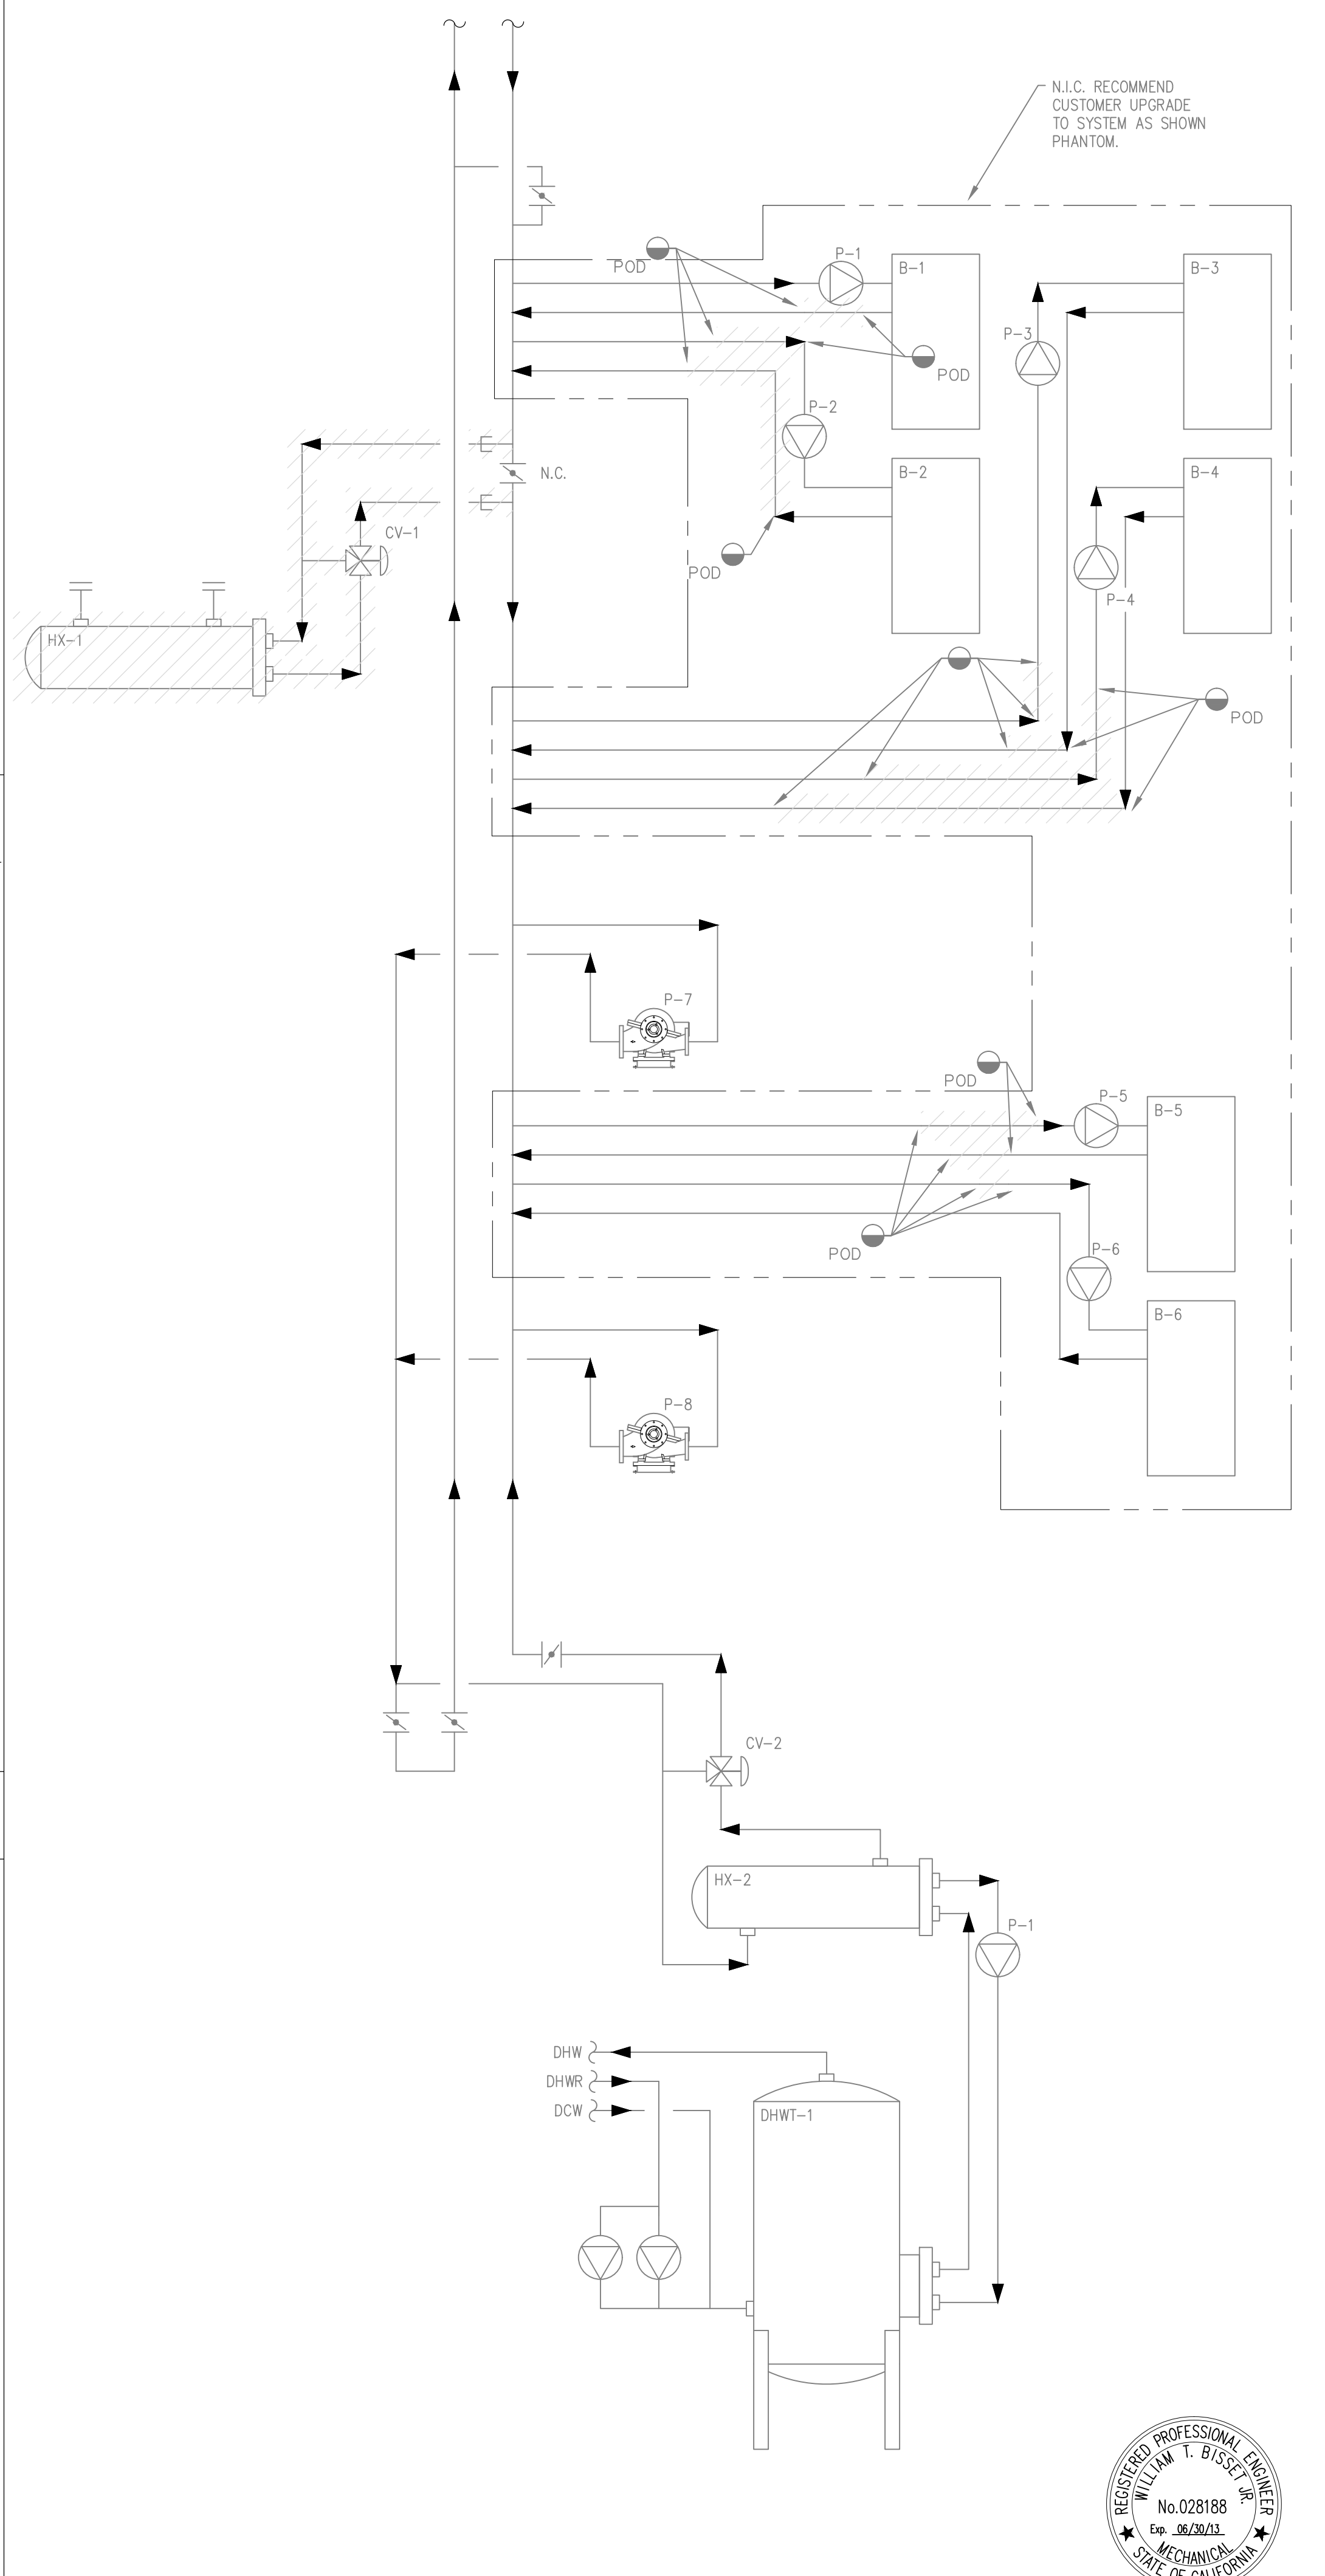 N.I.C. RECOMMEND
CUSTOMER UPGRADE
TO SYSTEM AS SHOWN
PHANTOM.
POD
P-1
B-1
B-3
P-3
POD
P-2
B-2
B-4
N.C.
CV-1
POD
P-4
HX-1
POD
P-7
POD
P-5
B-5
POD
P-6
B-6
P-8
CV-2
HX-2
P-1
DHW
DHWR
DCW
DHWT-1
REGISTERED PROFESSIONAL ENGINEER
WILLIAM T. BISSET JR.
No.028188
Exp. 06/30/13
MECHANICAL
STATE OF CALIFORNIA